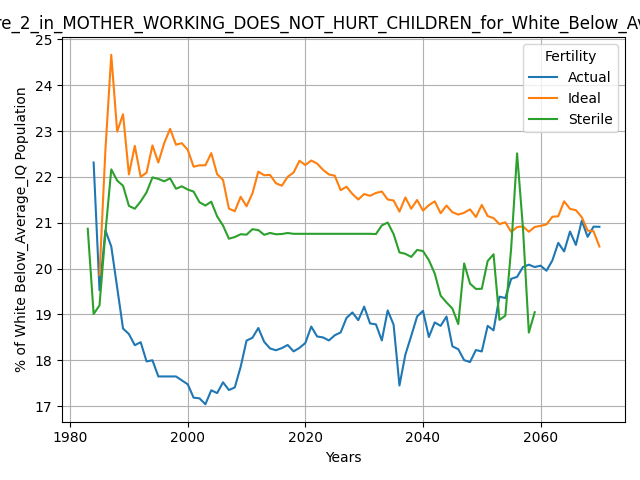 re_2_in_MOTHER_WORKING_DOES_NOT_HURT_CHILDREN_for_White_Below_Av
25
24
23
22
21
20
19
18
17
% of White Below_Average_IQ Population
Fertility
Actual
Ideal
Sterile
1980
2000
2020
2040
2060
Years